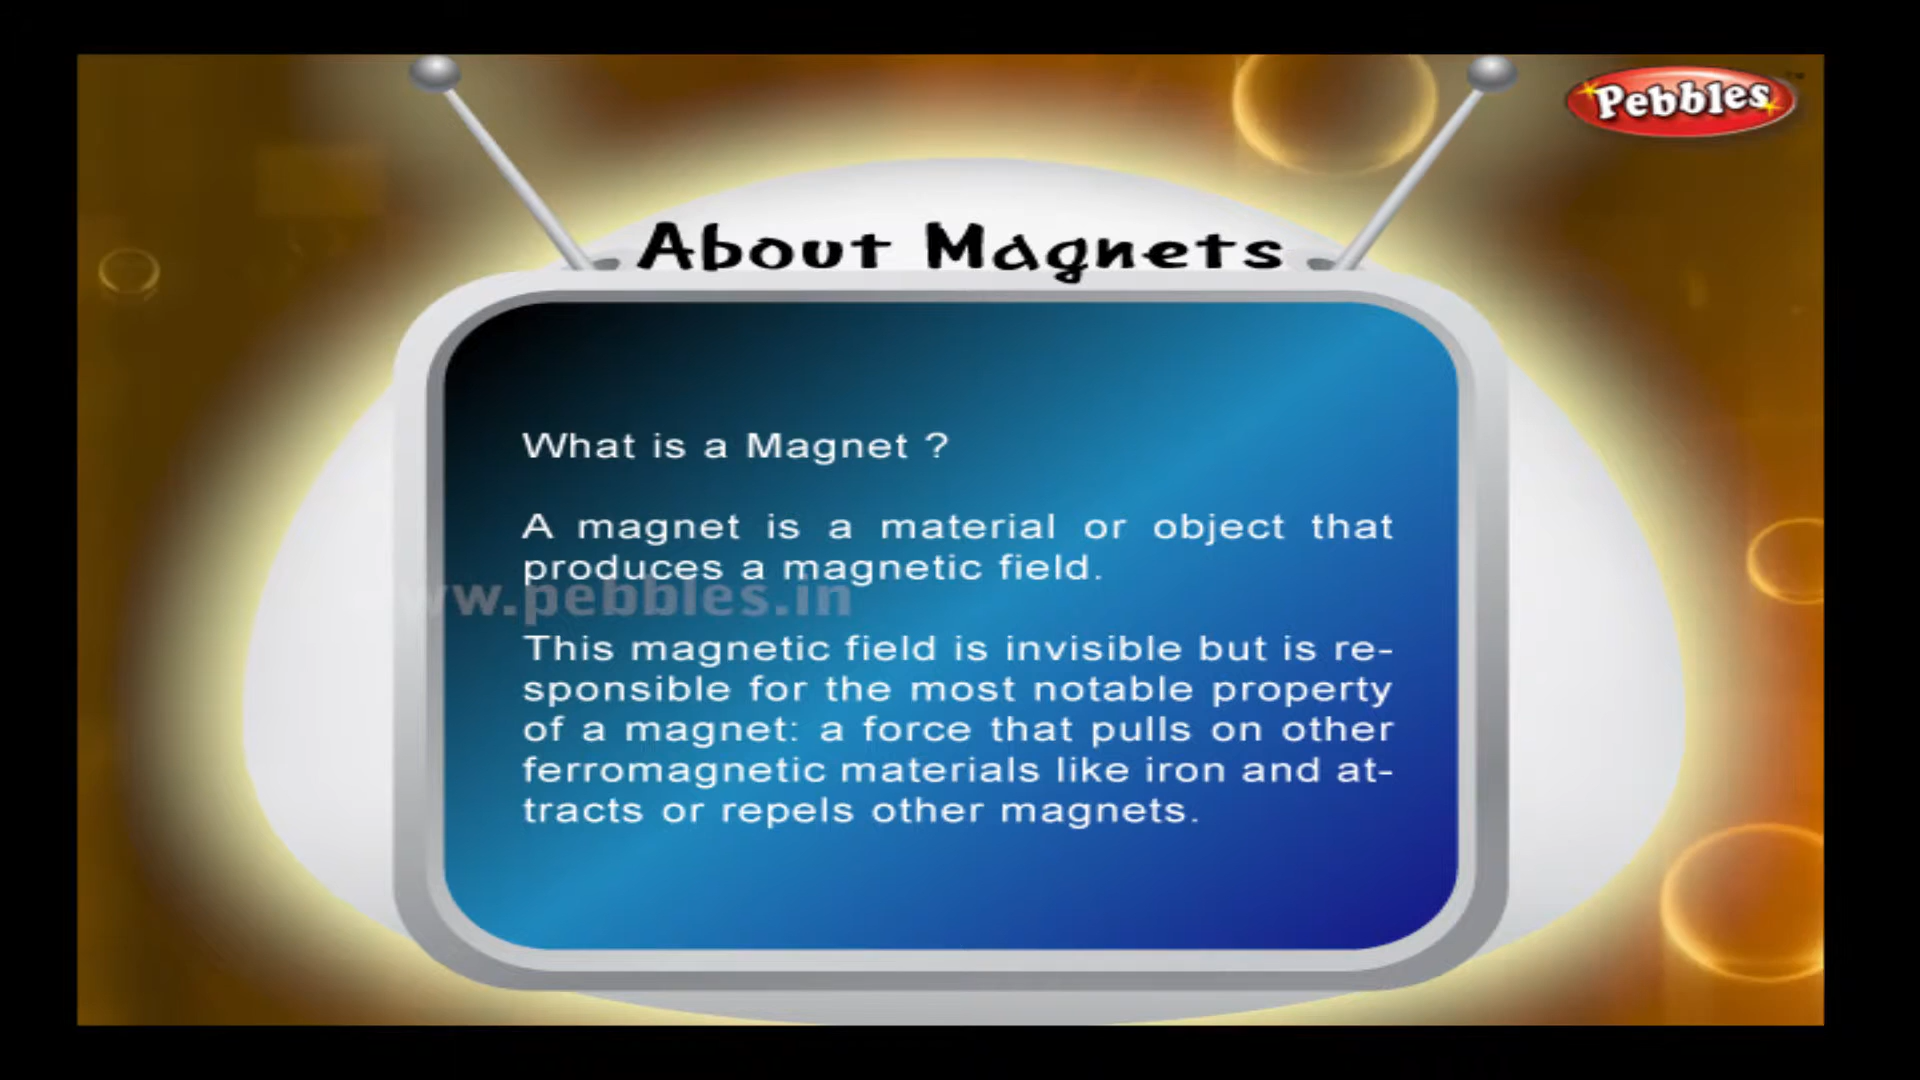 Pebbles
About Magnets
What is a Magnet ?
A magnet is a material or object that
produces a magnetic field.
www.pebbles.in
This magnetic field is invisible but is re-
sponsible for the most notable property
of a magnet: a force that pulls on other
ferromagnetic materials like iron and at-
tracts or repels other magnets.